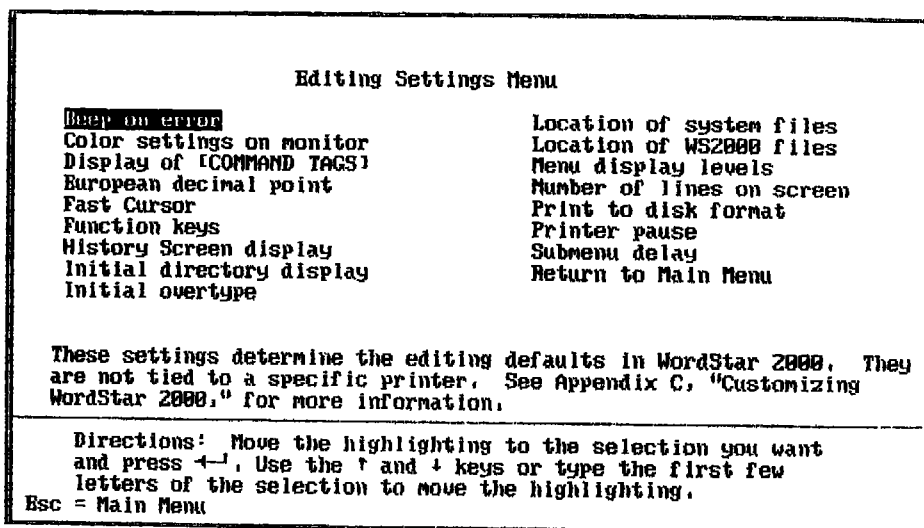 Editing Settings Menu
Beep on error
Color settings on monitor
Display of [COMMAND TAGS]
European decimal point
Fast Cursor
Function keys
History Screen display
Initial directory display
Initial overtype
Location of system files
Location of WS2000 files
Menu display levels
Number of lines on screen
Print to disk format
Printer pause
Submenu delay
Return to Main Menu
These settings determine the editing defaults in WordStar 2000. They
are not tied to a specific printer. See Appendix C, "Customizing
WordStar 2000," for more information.
Directions: Move the highlighting to the selection you want
and press ←┘. Use the ↑ and ↓ keys or type the first few
letters of the selection to move the highlighting.
Esc = Main Menu